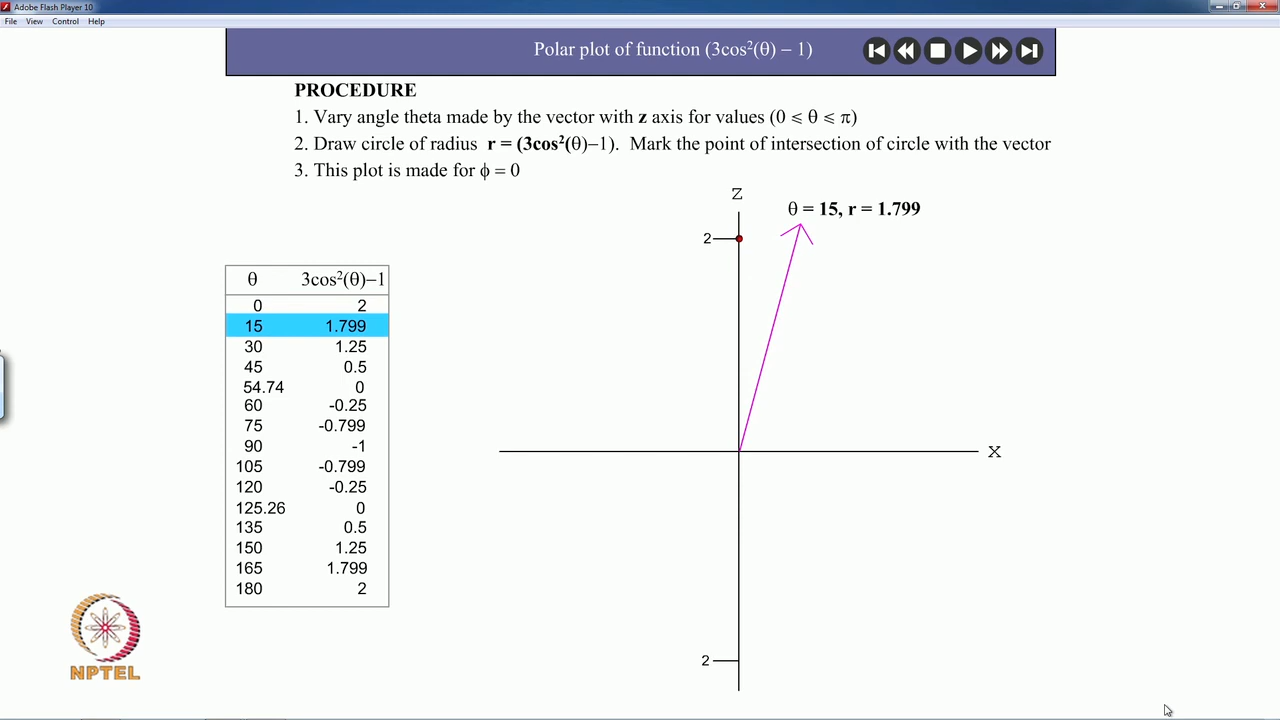 Adobe Flash Player 10
File View Control Help
Polar plot of function (3cos²(θ) − 1)
PROCEDURE
1. Vary angle theta made by the vector with z axis for values (0 ⩽ θ ⩽ π)
2. Draw circle of radius r = (3cos²(θ)−1). Mark the point of intersection of circle with the vector
3. This plot is made for ϕ = 0
Z
θ = 15, r = 1.799
2
θ 3cos²(θ)−1
0 2
15 1.799
30 1.25
45 0.5
54.74 0
60 -0.25
75 -0.799
90 -1
105 -0.799
120 -0.25
125.26 0
135 0.5
150 1.25
165 1.799
180 2
X
2
NPTEL